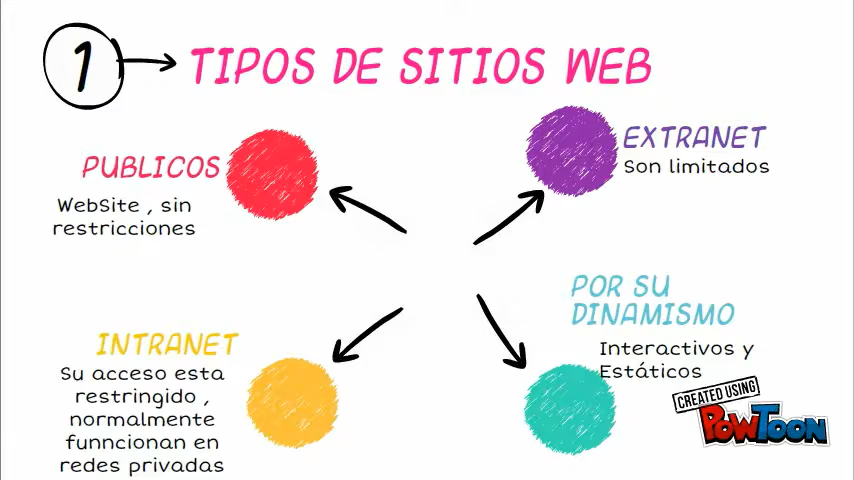 1
TIPOS DE SITIOS WEB
PUBLICOS
WebSite , sin
restricciones
EXTRANET
Son limitados
INTRANET
Su acceso esta
restringido ,
normalmente
funncionan en
redes privadas
POR SU
DINAMISMO
Interactivos y
Estáticos
CREATED USING
POWTOON